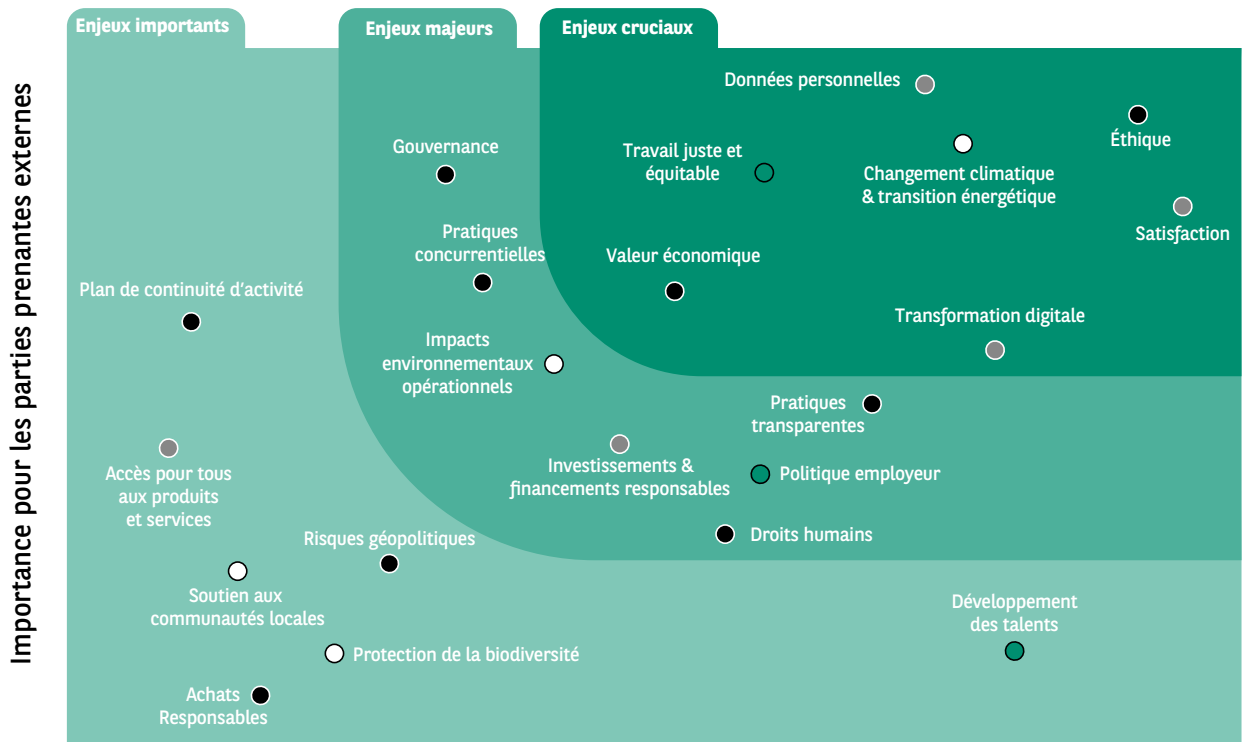 Enjeux importants
Enjeux majeurs
Enjeux cruciaux
Importance pour les parties prenantes externes
Données personnelles
Éthique
Gouvernance
Travail juste et
équitable
Changement climatique
& transition énergétique
Satisfaction
Pratiques
concurrentielles
Valeur économique
Plan de continuité d'activité
Transformation digitale
Impacts
environnementaux
opérationnels
Pratiques
transparentes
Accès pour tous
aux produits
et services
Investissements &
financements responsables
Politique employeur
Risques géopolitiques
Droits humains
Soutien aux
communautés locales
Développement
des talents
Protection de la biodiversité
Achats
Responsables